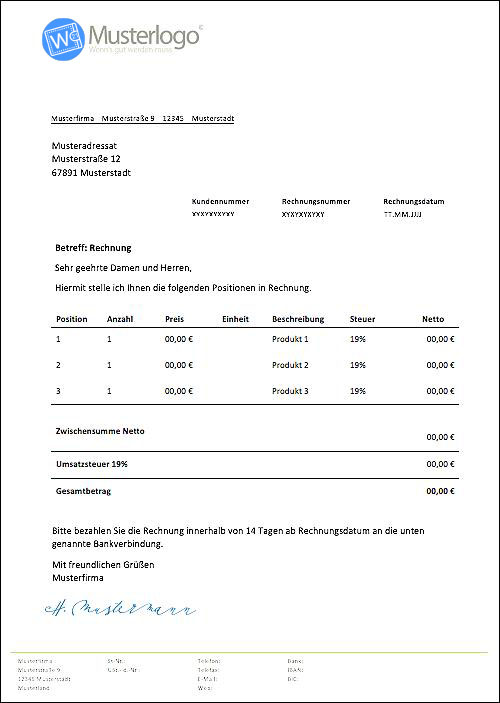 Musterlogo©
Wenn's gut werden muss
Musterfirma Musterstraße 9 12345 Musterstadt
Musteradressat
Musterstraße 12
67891 Musterstadt
Kundennummer Rechnungsnummer Rechnungsdatum
XYXYXYXYXY XYXYXYXYXY TT.MM.JJJJ
Betreff: Rechnung
Sehr geehrte Damen und Herren,
Hiermit stelle ich Ihnen die folgenden Positionen in Rechnung.
Position Anzahl Preis Einheit Beschreibung Steuer Netto
1 1 00,00 € Produkt 1 19% 00,00 €
2 1 00,00 € Produkt 2 19% 00,00 €
3 1 00,00 € Produkt 3 19% 00,00 €
Zwischensumme Netto 00,00 €
Umsatzsteuer 19% 00,00 €
Gesamtbetrag 00,00 €
Bitte bezahlen Sie die Rechnung innerhalb von 14 Tagen ab Rechnungsdatum an die unten
genannte Bankverbindung.
Mit freundlichen Grüßen
Musterfirma
H. Mustermann
Musterfirma St-Nr.: Telefon: Bank:
Musterstraße 9 Ust.-Id.-Nr.: Telefax: IBAN:
12345 Musterstadt E-Mail: BIC:
Musterland Web: